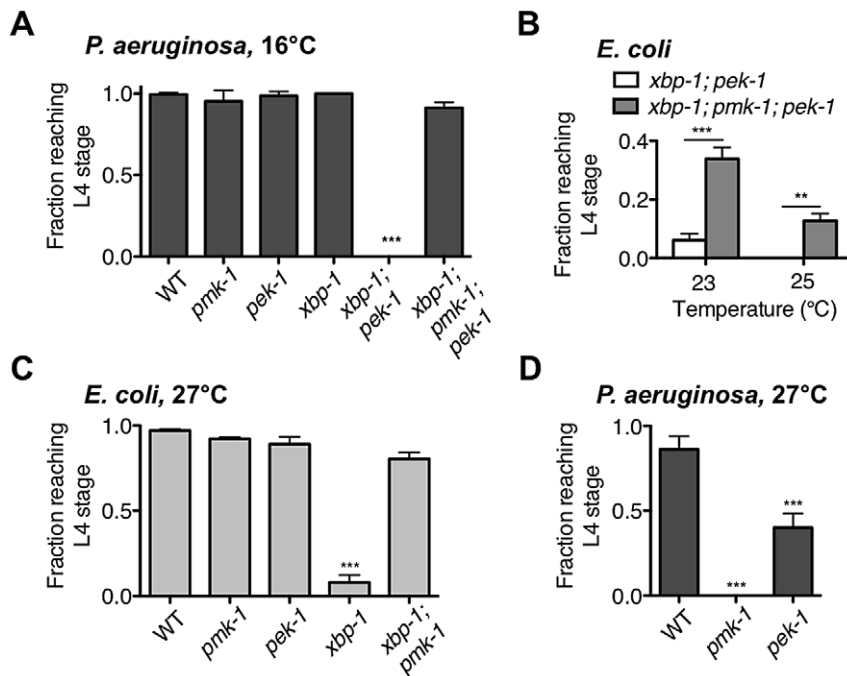 A
P. aeruginosa, 16°C
Fraction reaching
L4 stage
1.0
0.5
0.0
WT
pmk-1
pek-1
xbp-1
xbp-1;
pek-1
xbp-1;
pmk-1;
pek-1
***
B
E. coli
xbp-1; pek-1
xbp-1; pmk-1; pek-1
Fraction reaching
L4 stage
0.4
0.2
0.0
***
**
23
25
Temperature (°C)
C
E. coli, 27°C
Fraction reaching
L4 stage
1.0
0.5
0.0
***
WT
pmk-1
pek-1
xbp-1
xbp-1;
pmk-1
D
P. aeruginosa, 27°C
Fraction reaching
L4 stage
1.0
0.5
0.0
***
***
WT
pmk-1
pek-1